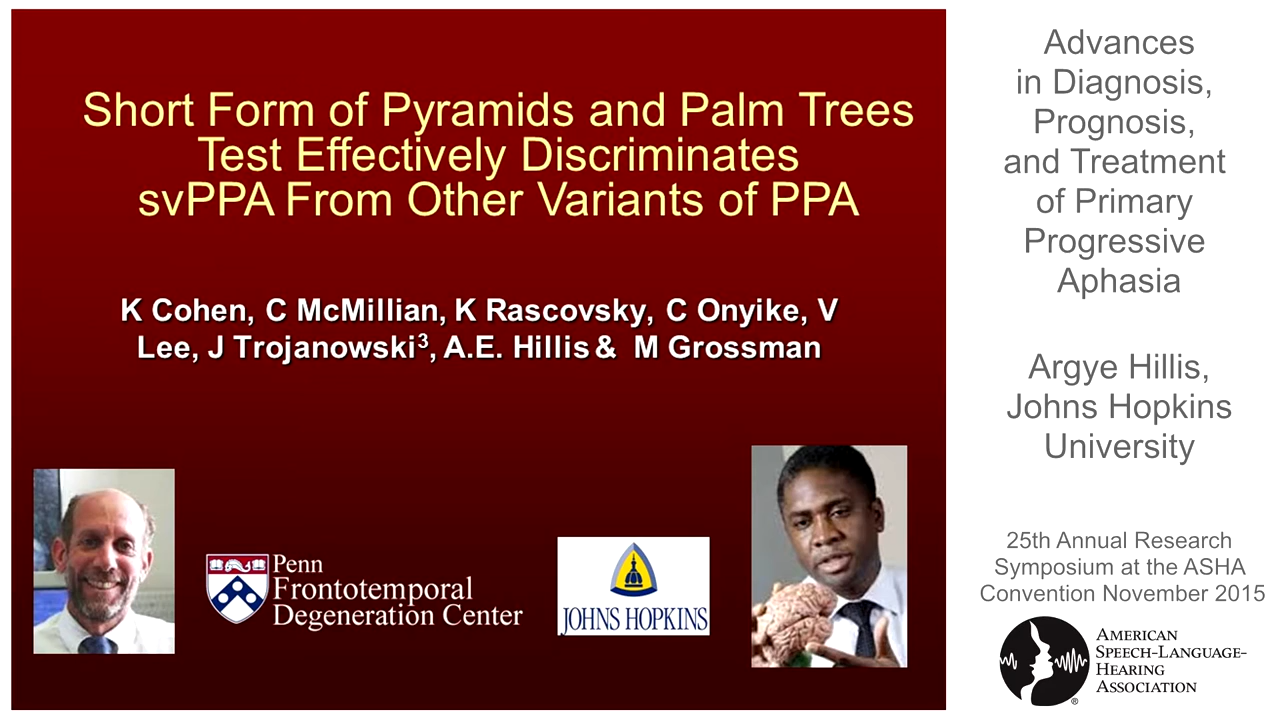 Short Form of Pyramids and Palm Trees
Test Effectively Discriminates
svPPA From Other Variants of PPA
K Cohen, C McMillian, K Rascovsky, C Onyike, V
Lee, J Trojanowski³, A.E. Hillis & M Grossman
Penn
Frontotemporal
Degeneration Center
JOHNS HOPKINS
Advances
in Diagnosis,
Prognosis,
and Treatment
of Primary
Progressive
Aphasia
Argye Hillis,
Johns Hopkins
University
25th Annual Research
Symposium at the ASHA
Convention November 2015
AMERICAN
SPEECH-LANGUAGE-
HEARING
ASSOCIATION
®